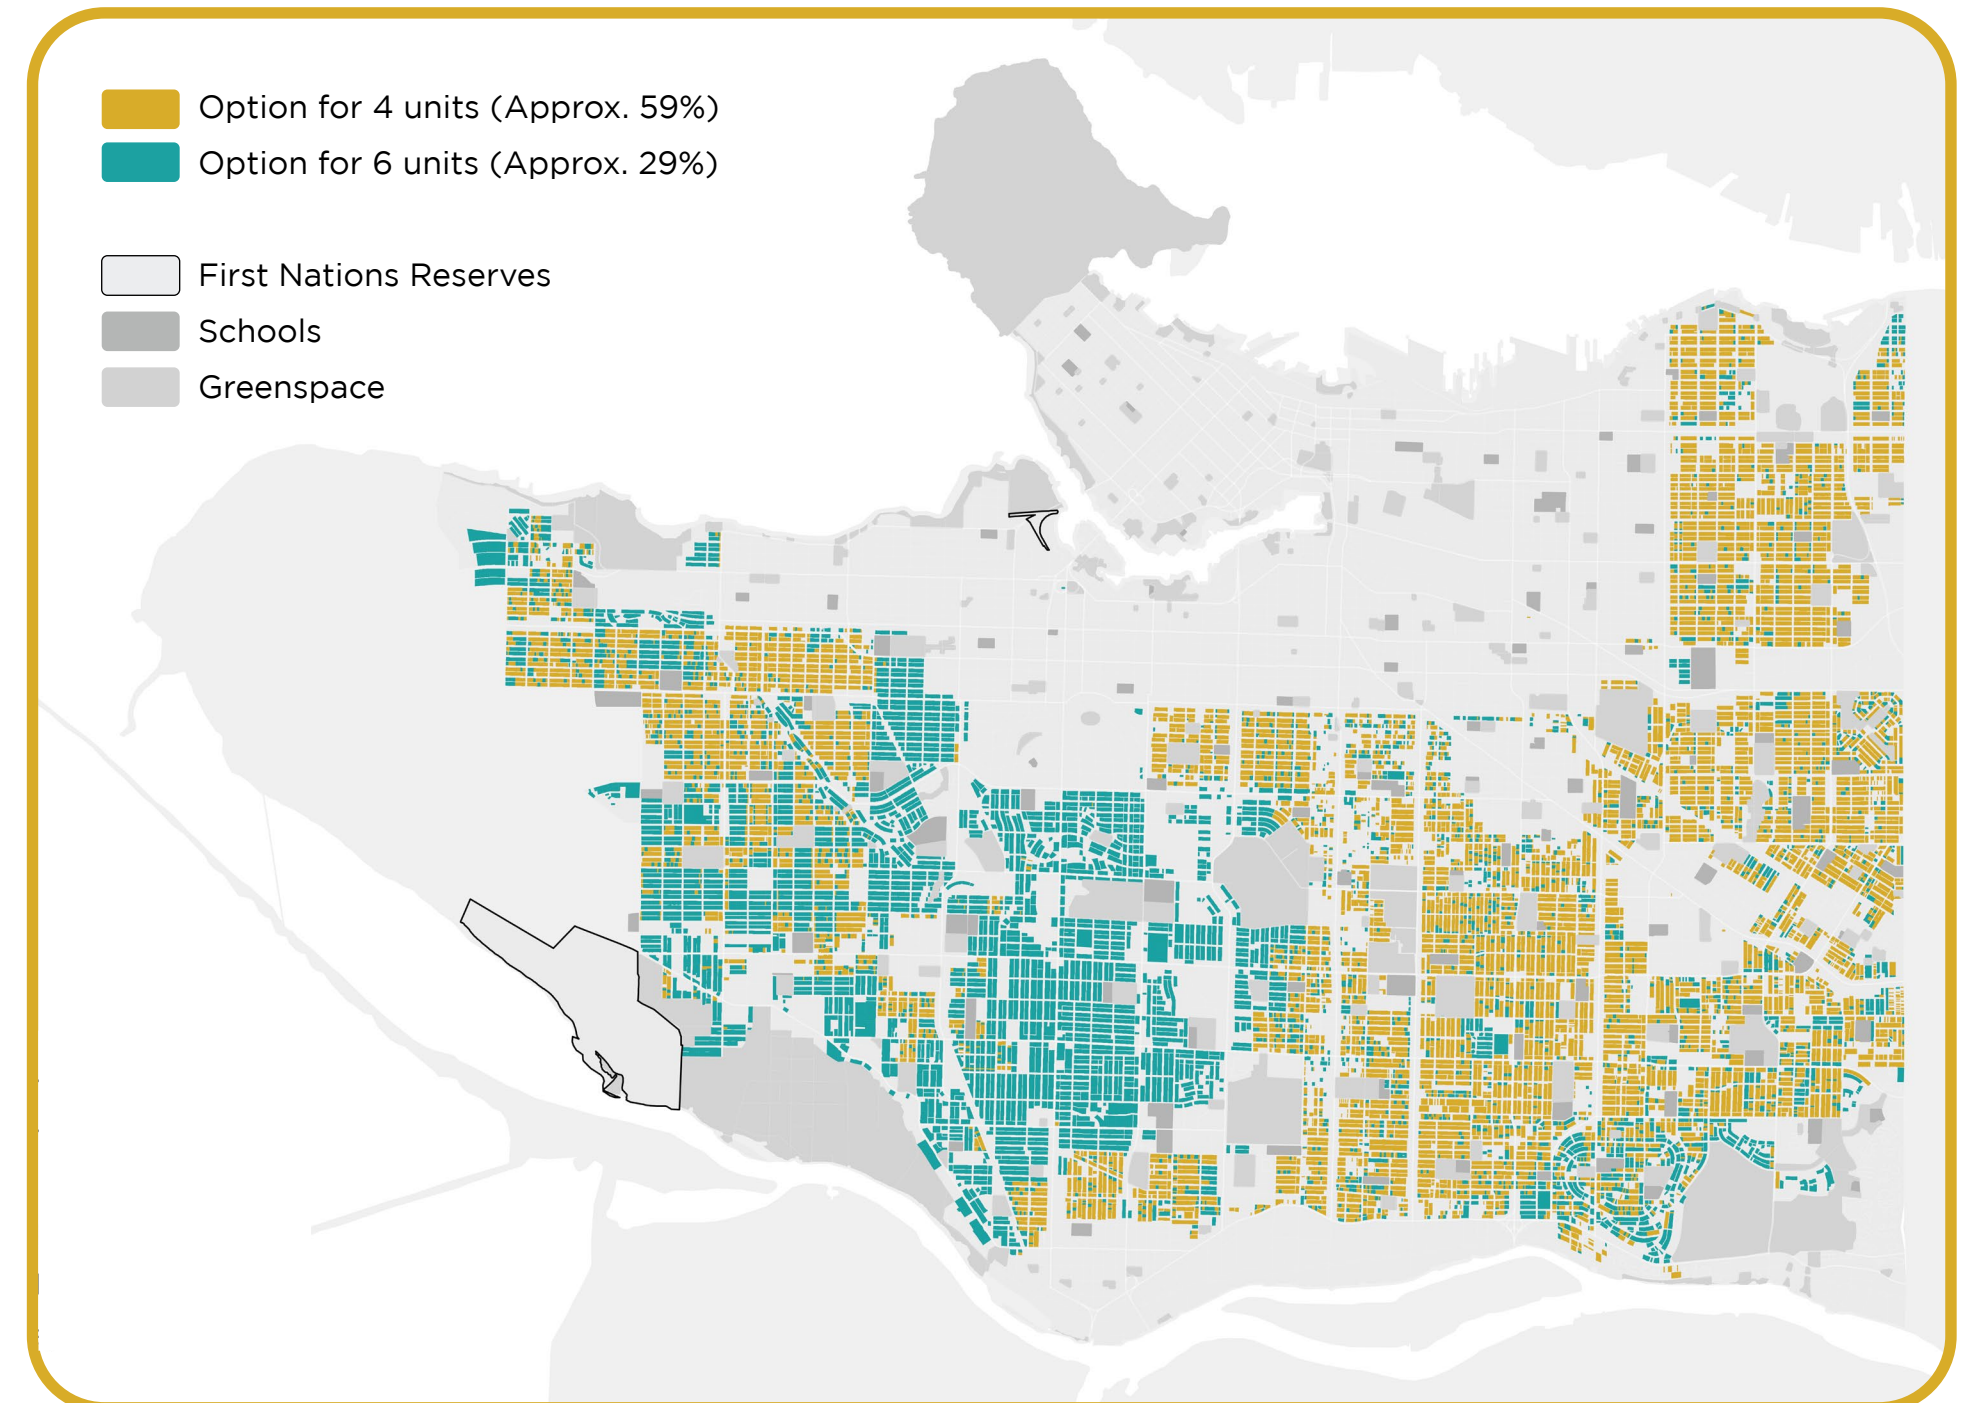 Option for 4 units (Approx. 59%)
Option for 6 units (Approx. 29%)
First Nations Reserves
Schools
Greenspace